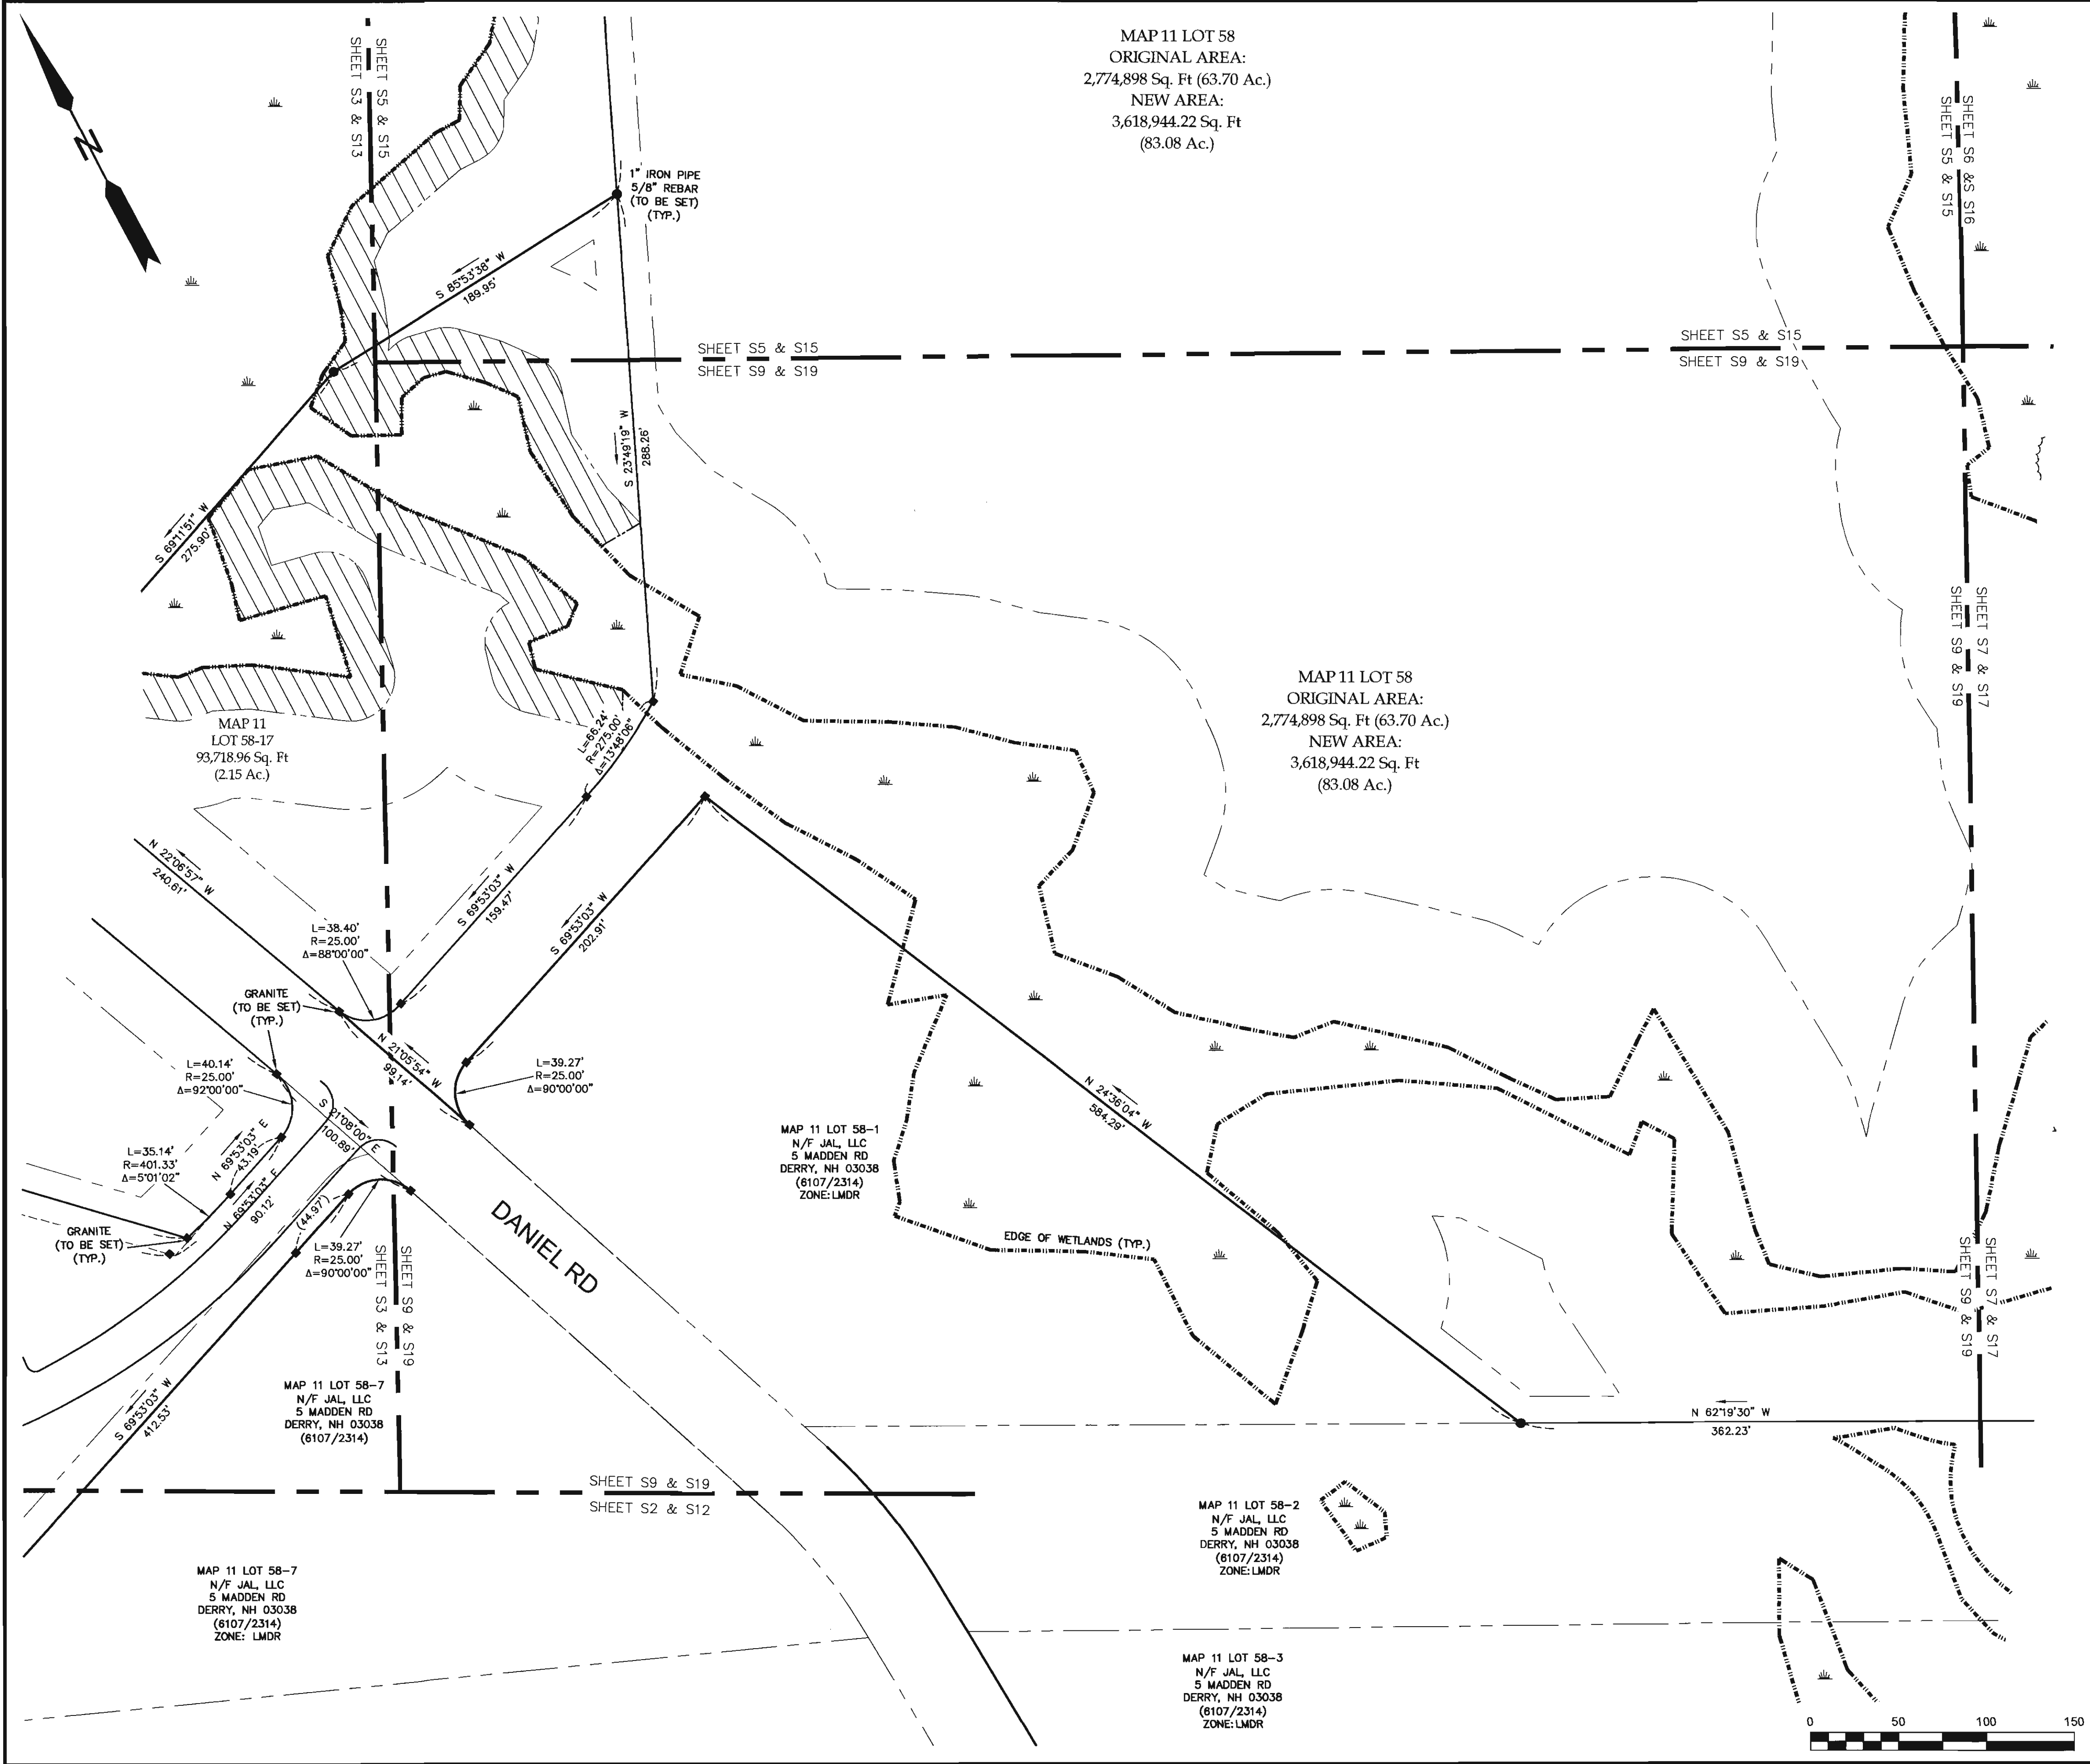 MAP 11 LOT 58
ORIGINAL AREA:
2,774,898 Sq. Ft (63.70 Ac.)
NEW AREA:
3,618,944.22 Sq. Ft
(83.08 Ac.)
N
SHEET S5 & S15
SHEET S3 & S13
SHEET S6 &S S16
SHEET S5 & S15
1" IRON PIPE
5/8" REBAR
(TO BE SET)
(TYP.)
S 85°53'38" W
189.95'
SHEET S5 & S15
SHEET S9 & S19
SHEET S5 & S15
SHEET S9 & S19
S 23°49'19" W
288.26'
S 69°11'51" W
275.90'
SHEET S7 & S17
SHEET S9 & S19
MAP 11
LOT 58-17
93,718.96 Sq. Ft
(2.15 Ac.)
L=66.24'
R=275.00'
Δ=13°48'06"
MAP 11 LOT 58
ORIGINAL AREA:
2,774,898 Sq. Ft (63.70 Ac.)
NEW AREA:
3,618,944.22 Sq. Ft
(83.08 Ac.)
N 22°06'57" W
240.61'
S 69°53'03" W
159.47'
S 69°53'03" W
202.91'
L=38.40'
R=25.00'
Δ=88°00'00"
GRANITE
(TO BE SET)
(TYP.)
N 21°05'54" W
99.14'
L=39.27'
R=25.00'
Δ=90°00'00"
L=40.14'
R=25.00'
Δ=92°00'00"
S 21°08'00" E
100.89'
N 69°53'03" E
43.19'
L=35.14'
R=401.33'
Δ=5°01'02"
N 69°53'03" E
90.12'
(44.97')
GRANITE
(TO BE SET)
(TYP.)
L=39.27'
R=25.00'
Δ=90°00'00"
N 24°36'04" W
584.29'
MAP 11 LOT 58-1
N/F JAL, LLC
5 MADDEN RD
DERRY, NH 03038
(6107/2314)
ZONE: LMDR
DANIEL RD
EDGE OF WETLANDS (TYP.)
SHEET S9 & S19
SHEET S3 & S13
SHEET S7 & S17
SHEET S9 & S19
MAP 11 LOT 58-7
N/F JAL, LLC
5 MADDEN RD
DERRY, NH 03038
(6107/2314)
S 69°53'03" W
412.53'
N 62°19'30" W
362.23'
SHEET S9 & S19
SHEET S2 & S12
MAP 11 LOT 58-2
N/F JAL, LLC
5 MADDEN RD
DERRY, NH 03038
(6107/2314)
ZONE: LMDR
MAP 11 LOT 58-7
N/F JAL, LLC
5 MADDEN RD
DERRY, NH 03038
(6107/2314)
ZONE: LMDR
MAP 11 LOT 58-3
N/F JAL, LLC
5 MADDEN RD
DERRY, NH 03038
(6107/2314)
ZONE: LMDR
0 50 100 150